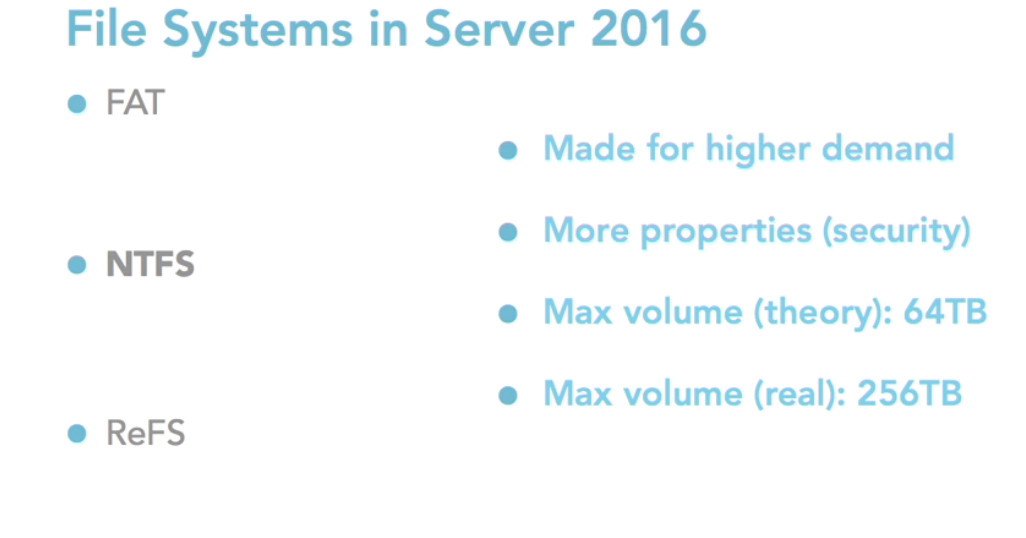 File Systems in Server 2016
• FAT
• Made for higher demand
• More properties (security)
• NTFS
• Max volume (theory): 64TB
• Max volume (real): 256TB
• ReFS